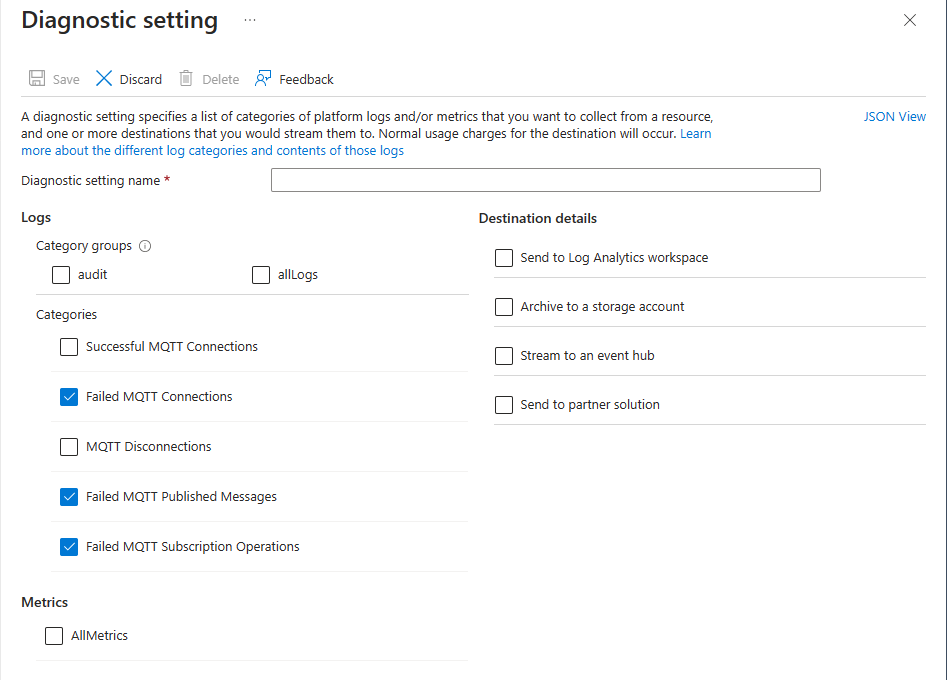 Diagnostic setting ...
Save Discard Delete Feedback
A diagnostic setting specifies a list of categories of platform logs and/or metrics that you want to collect from a resource,
and one or more destinations that you would stream them to. Normal usage charges for the destination will occur. Learn
more about the different log categories and contents of those logs
JSON View
Diagnostic setting name *
Logs
Category groups
audit allLogs
Categories
Successful MQTT Connections
Failed MQTT Connections
MQTT Disconnections
Failed MQTT Published Messages
Failed MQTT Subscription Operations
Metrics
AllMetrics
Destination details
Send to Log Analytics workspace
Archive to a storage account
Stream to an event hub
Send to partner solution